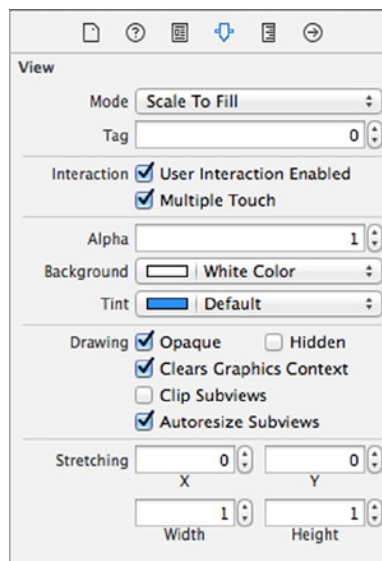 View
Mode Scale To Fill
Tag 0
Interaction User Interaction Enabled
Multiple Touch
Alpha 1
Background White Color
Tint Default
Drawing Opaque Hidden
Clears Graphics Context
Clip Subviews
Autoresize Subviews
Stretching 0 0
X Y
1 1
Width Height